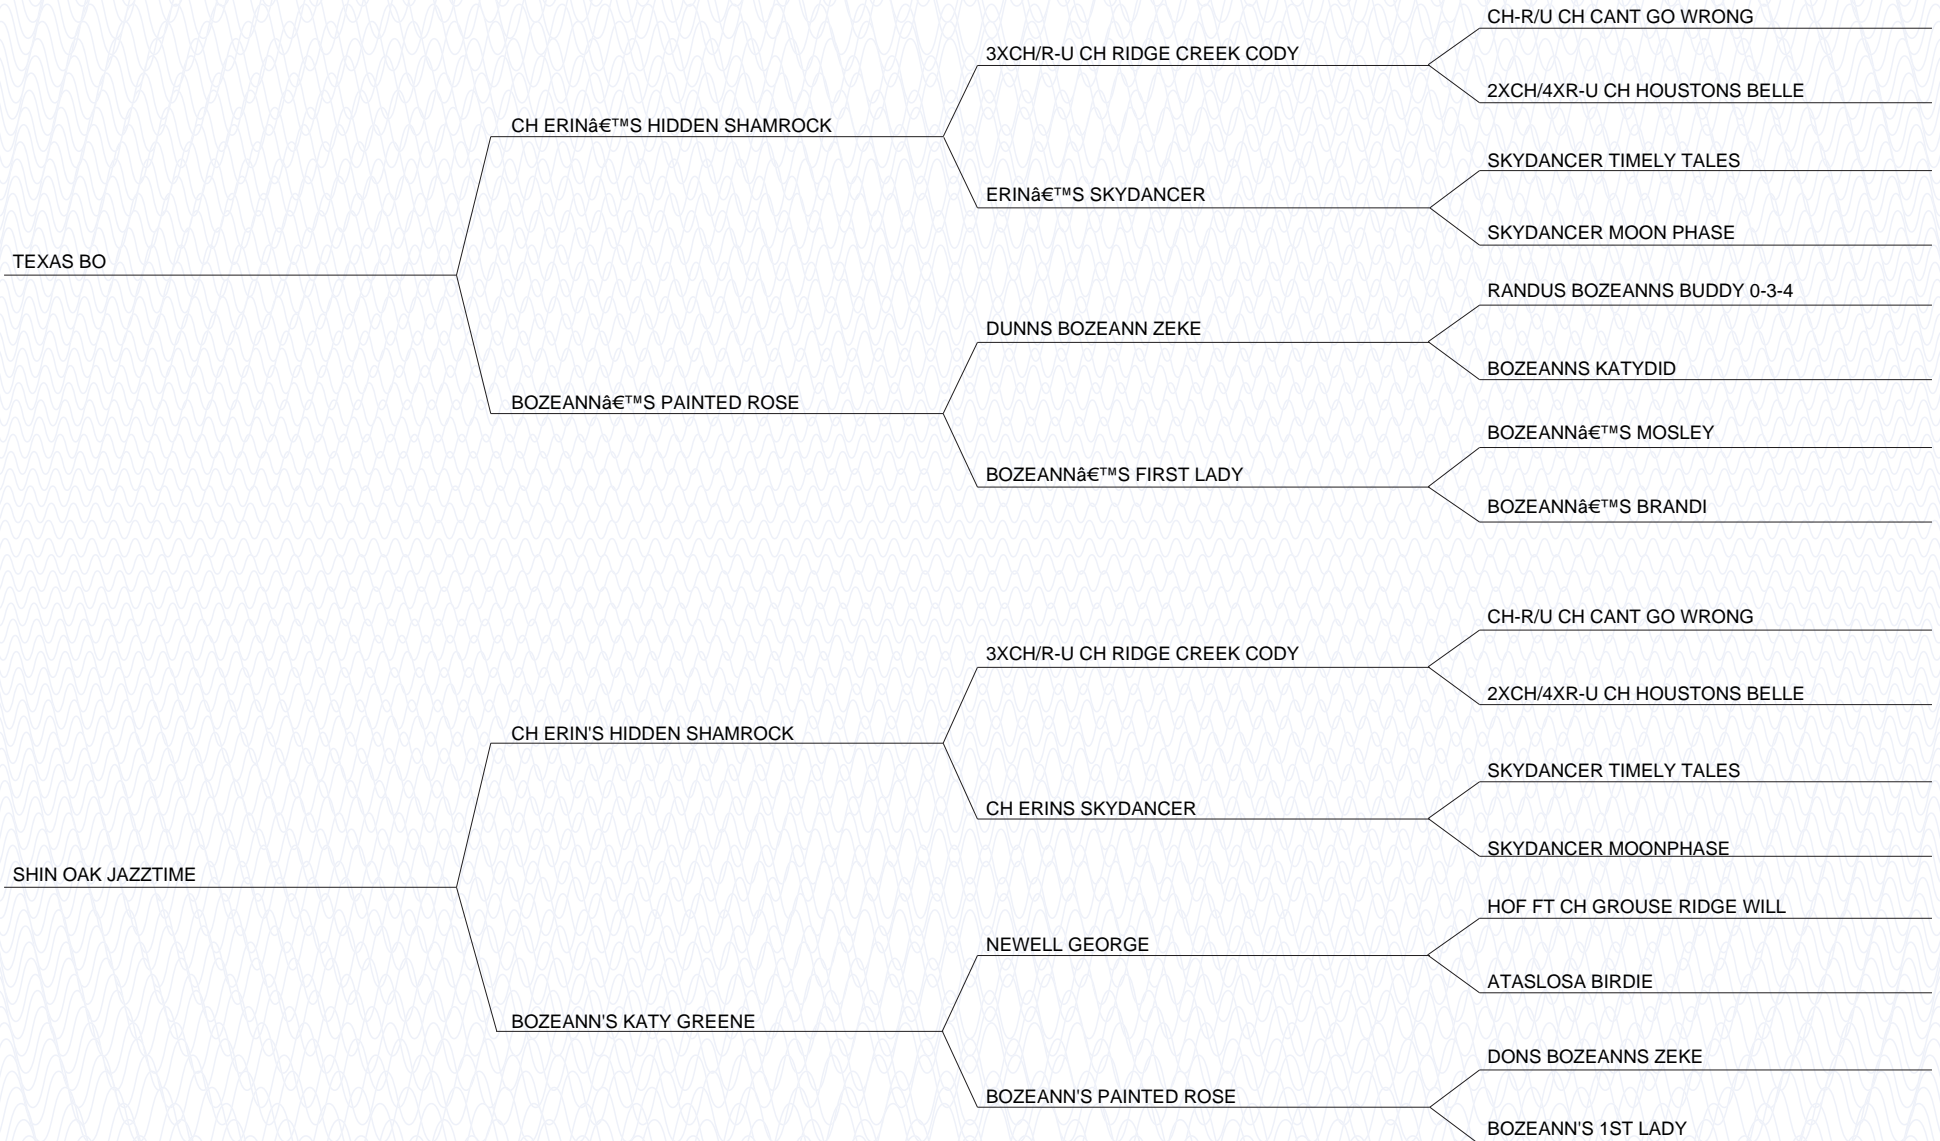 CH-R/U CH CANT GO WRONG
3XCH/R-U CH RIDGE CREEK CODY
2XCH/4XR-U CH HOUSTONS BELLE
CH ERINâ€™S HIDDEN SHAMROCK
SKYDANCER TIMELY TALES
ERINâ€™S SKYDANCER
SKYDANCER MOON PHASE
TEXAS BO
RANDUS BOZEANNS BUDDY 0-3-4
DUNNS BOZEANN ZEKE
BOZEANNS KATYDID
BOZEANNâ€™S PAINTED ROSE
BOZEANNâ€™S MOSLEY
BOZEANNâ€™S FIRST LADY
BOZEANNâ€™S BRANDI
CH-R/U CH CANT GO WRONG
3XCH/R-U CH RIDGE CREEK CODY
2XCH/4XR-U CH HOUSTONS BELLE
CH ERIN'S HIDDEN SHAMROCK
SKYDANCER TIMELY TALES
CH ERINS SKYDANCER
SKYDANCER MOONPHASE
SHIN OAK JAZZTIME
HOF FT CH GROUSE RIDGE WILL
NEWELL GEORGE
ATASLOSA BIRDIE
BOZEANN'S KATY GREENE
DONS BOZEANNS ZEKE
BOZEANN'S PAINTED ROSE
BOZEANN'S 1ST LADY